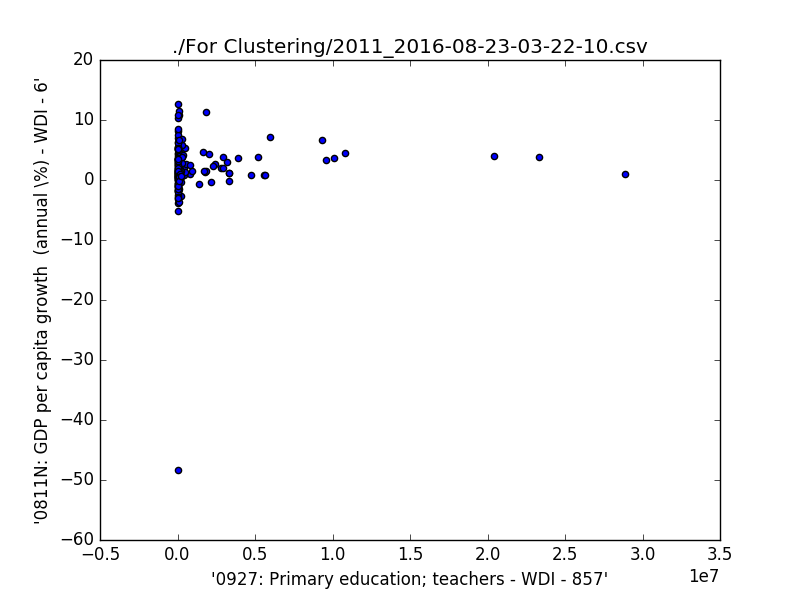 ./For Clustering/2011_2016-08-23-03-22-10.csv
20
10
0
−10
−20
−30
−40
−50
−60
'0811N: GDP per capita growth  (annual \%) - WDI - 6'
−0.5 0.0 0.5 1.0 1.5 2.0 2.5 3.0 3.5
1e7
'0927: Primary education; teachers - WDI - 857'